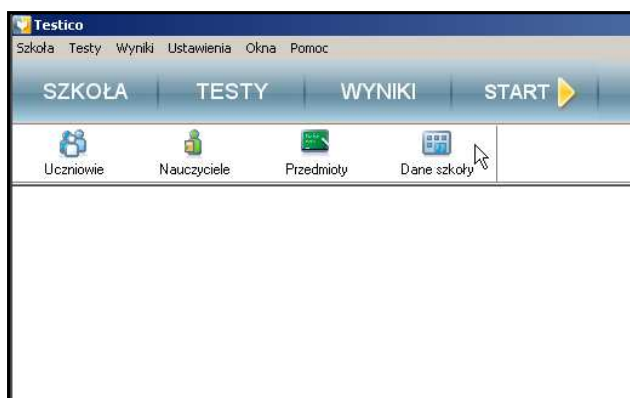 Testico
Szkoła Testy Wyniki Ustawienia Okna Pomoc
SZKOŁA TESTY WYNIKI START
Uczniowie Nauczyciele Przedmioty Dane szkoły